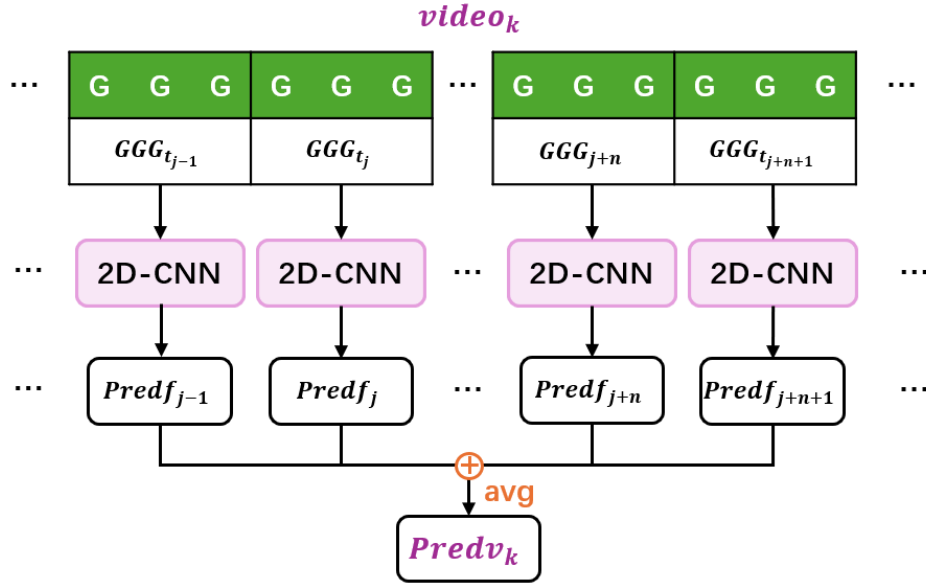 video_k
... G G G G G G ... G G G G G G ...
GGG_{t_{j-1}} GGG_{t_j} GGG_{j+n} GGG_{t_{j+n+1}}
... 2D-CNN 2D-CNN ... 2D-CNN 2D-CNN ...
... Predf_{j-1} Predf_j ... Predf_{j+n} Predf_{j+n+1} ...
+
avg
Predv_k